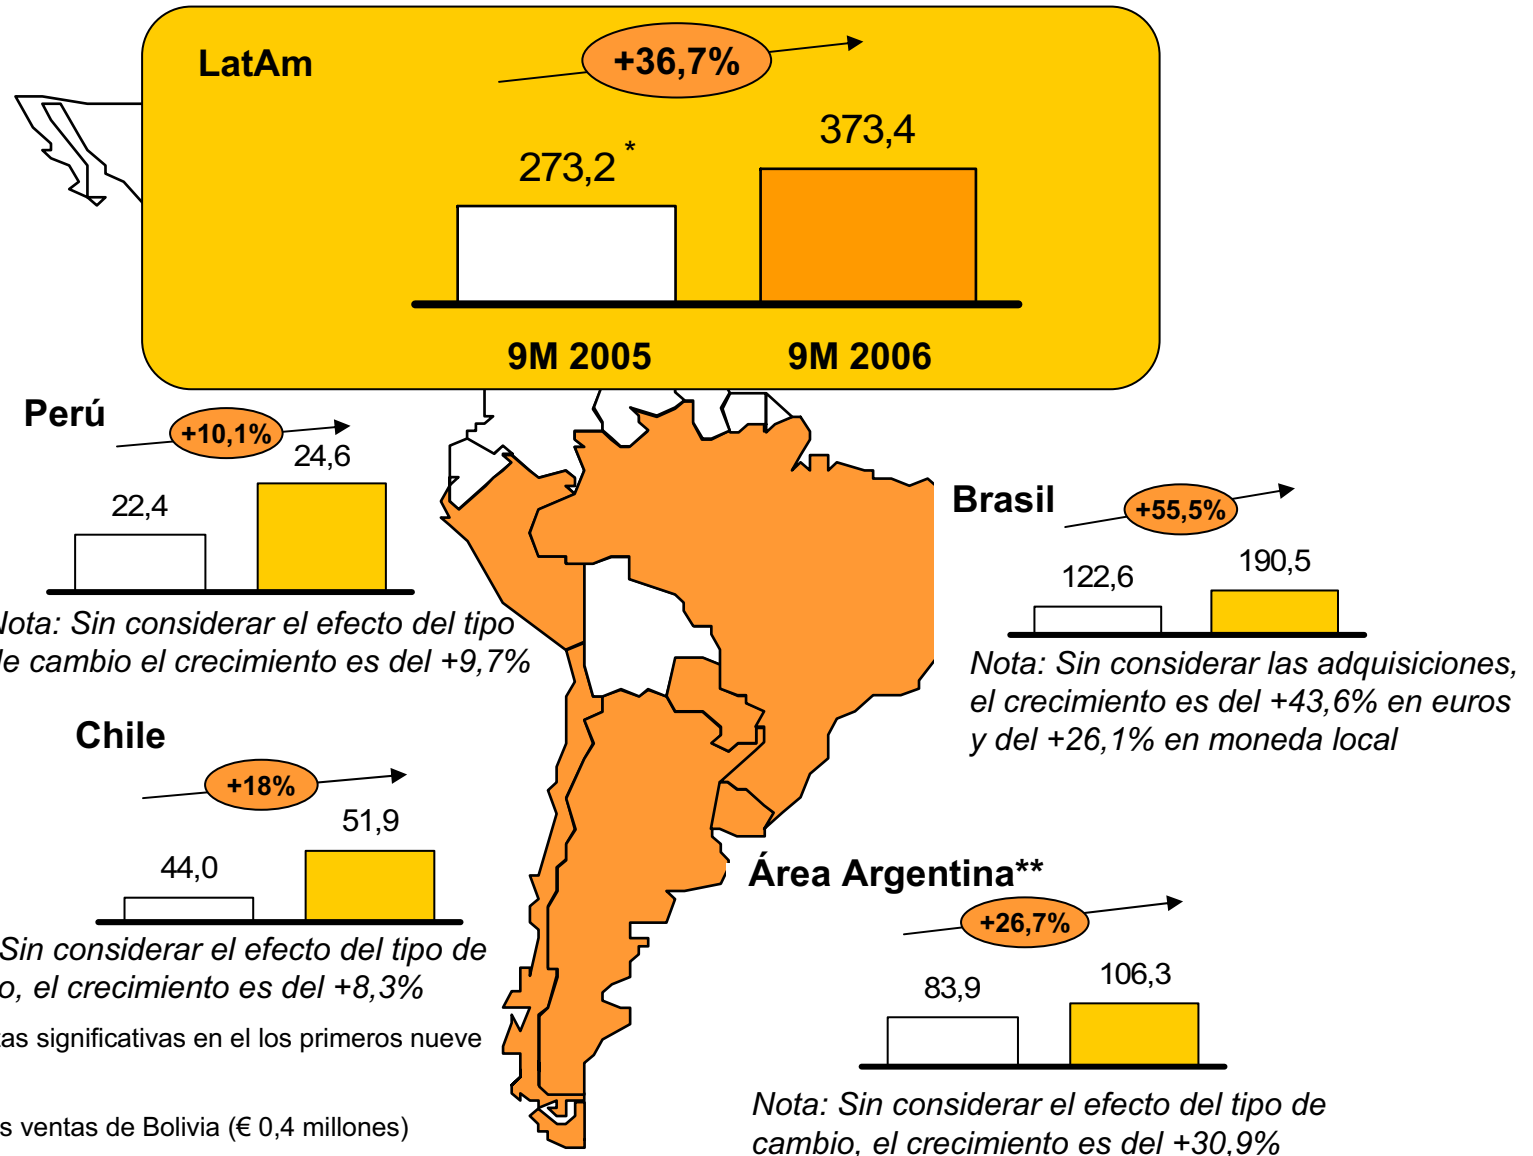 LatAm
+36,7%
273,2 *
373,4
9M 2005 9M 2006
Perú
+10,1%
22,4
24,6
Nota: Sin considerar el efecto del tipo
de cambio el crecimiento es del +9,7%
Brasil
+55,5%
122,6
190,5
Nota: Sin considerar las adquisiciones,
el crecimiento es del +43,6% en euros
y del +26,1% en moneda local
Chile
+18%
44,0
51,9
Sin considerar el efecto del tipo de
o, el crecimiento es del +8,3%
Área Argentina**
+26,7%
83,9
106,3
Nota: Sin considerar el efecto del tipo de
cambio, el crecimiento es del +30,9%
tas significativas en el los primeros nueve
s ventas de Bolivia (€ 0,4 millones)